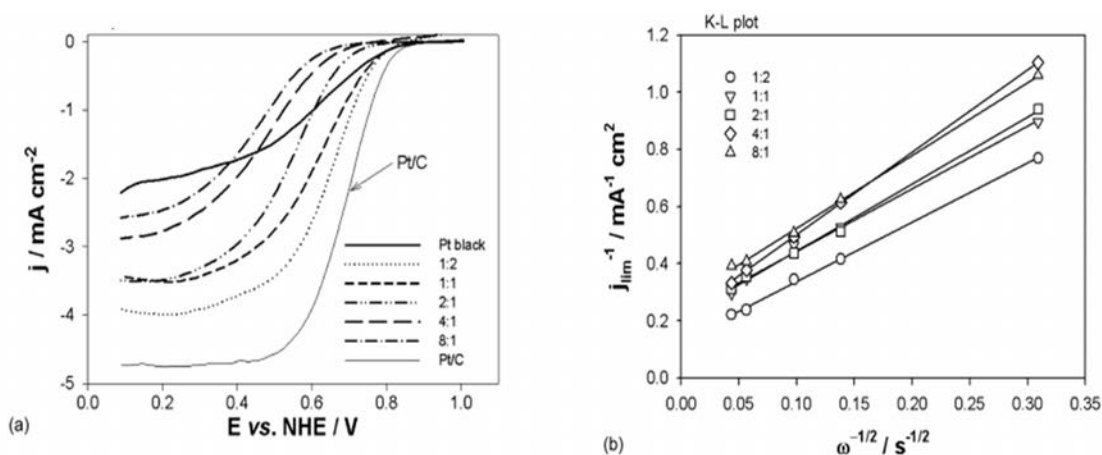 0
-1
-2
-3
-4
-5
j / mA cm-2
0.0 0.2 0.4 0.6 0.8 1.0
E vs. NHE / V
Pt/C
Pt black
1:2
1:1
2:1
4:1
8:1
Pt/C
(a)
K-L plot
1:2
1:1
2:1
4:1
8:1
1.2
1.0
0.8
0.6
0.4
0.2
0.0
jlim-1 / mA-1 cm2
0.00 0.05 0.10 0.15 0.20 0.25 0.30 0.35
ω-1/2 / s-1/2
(b)